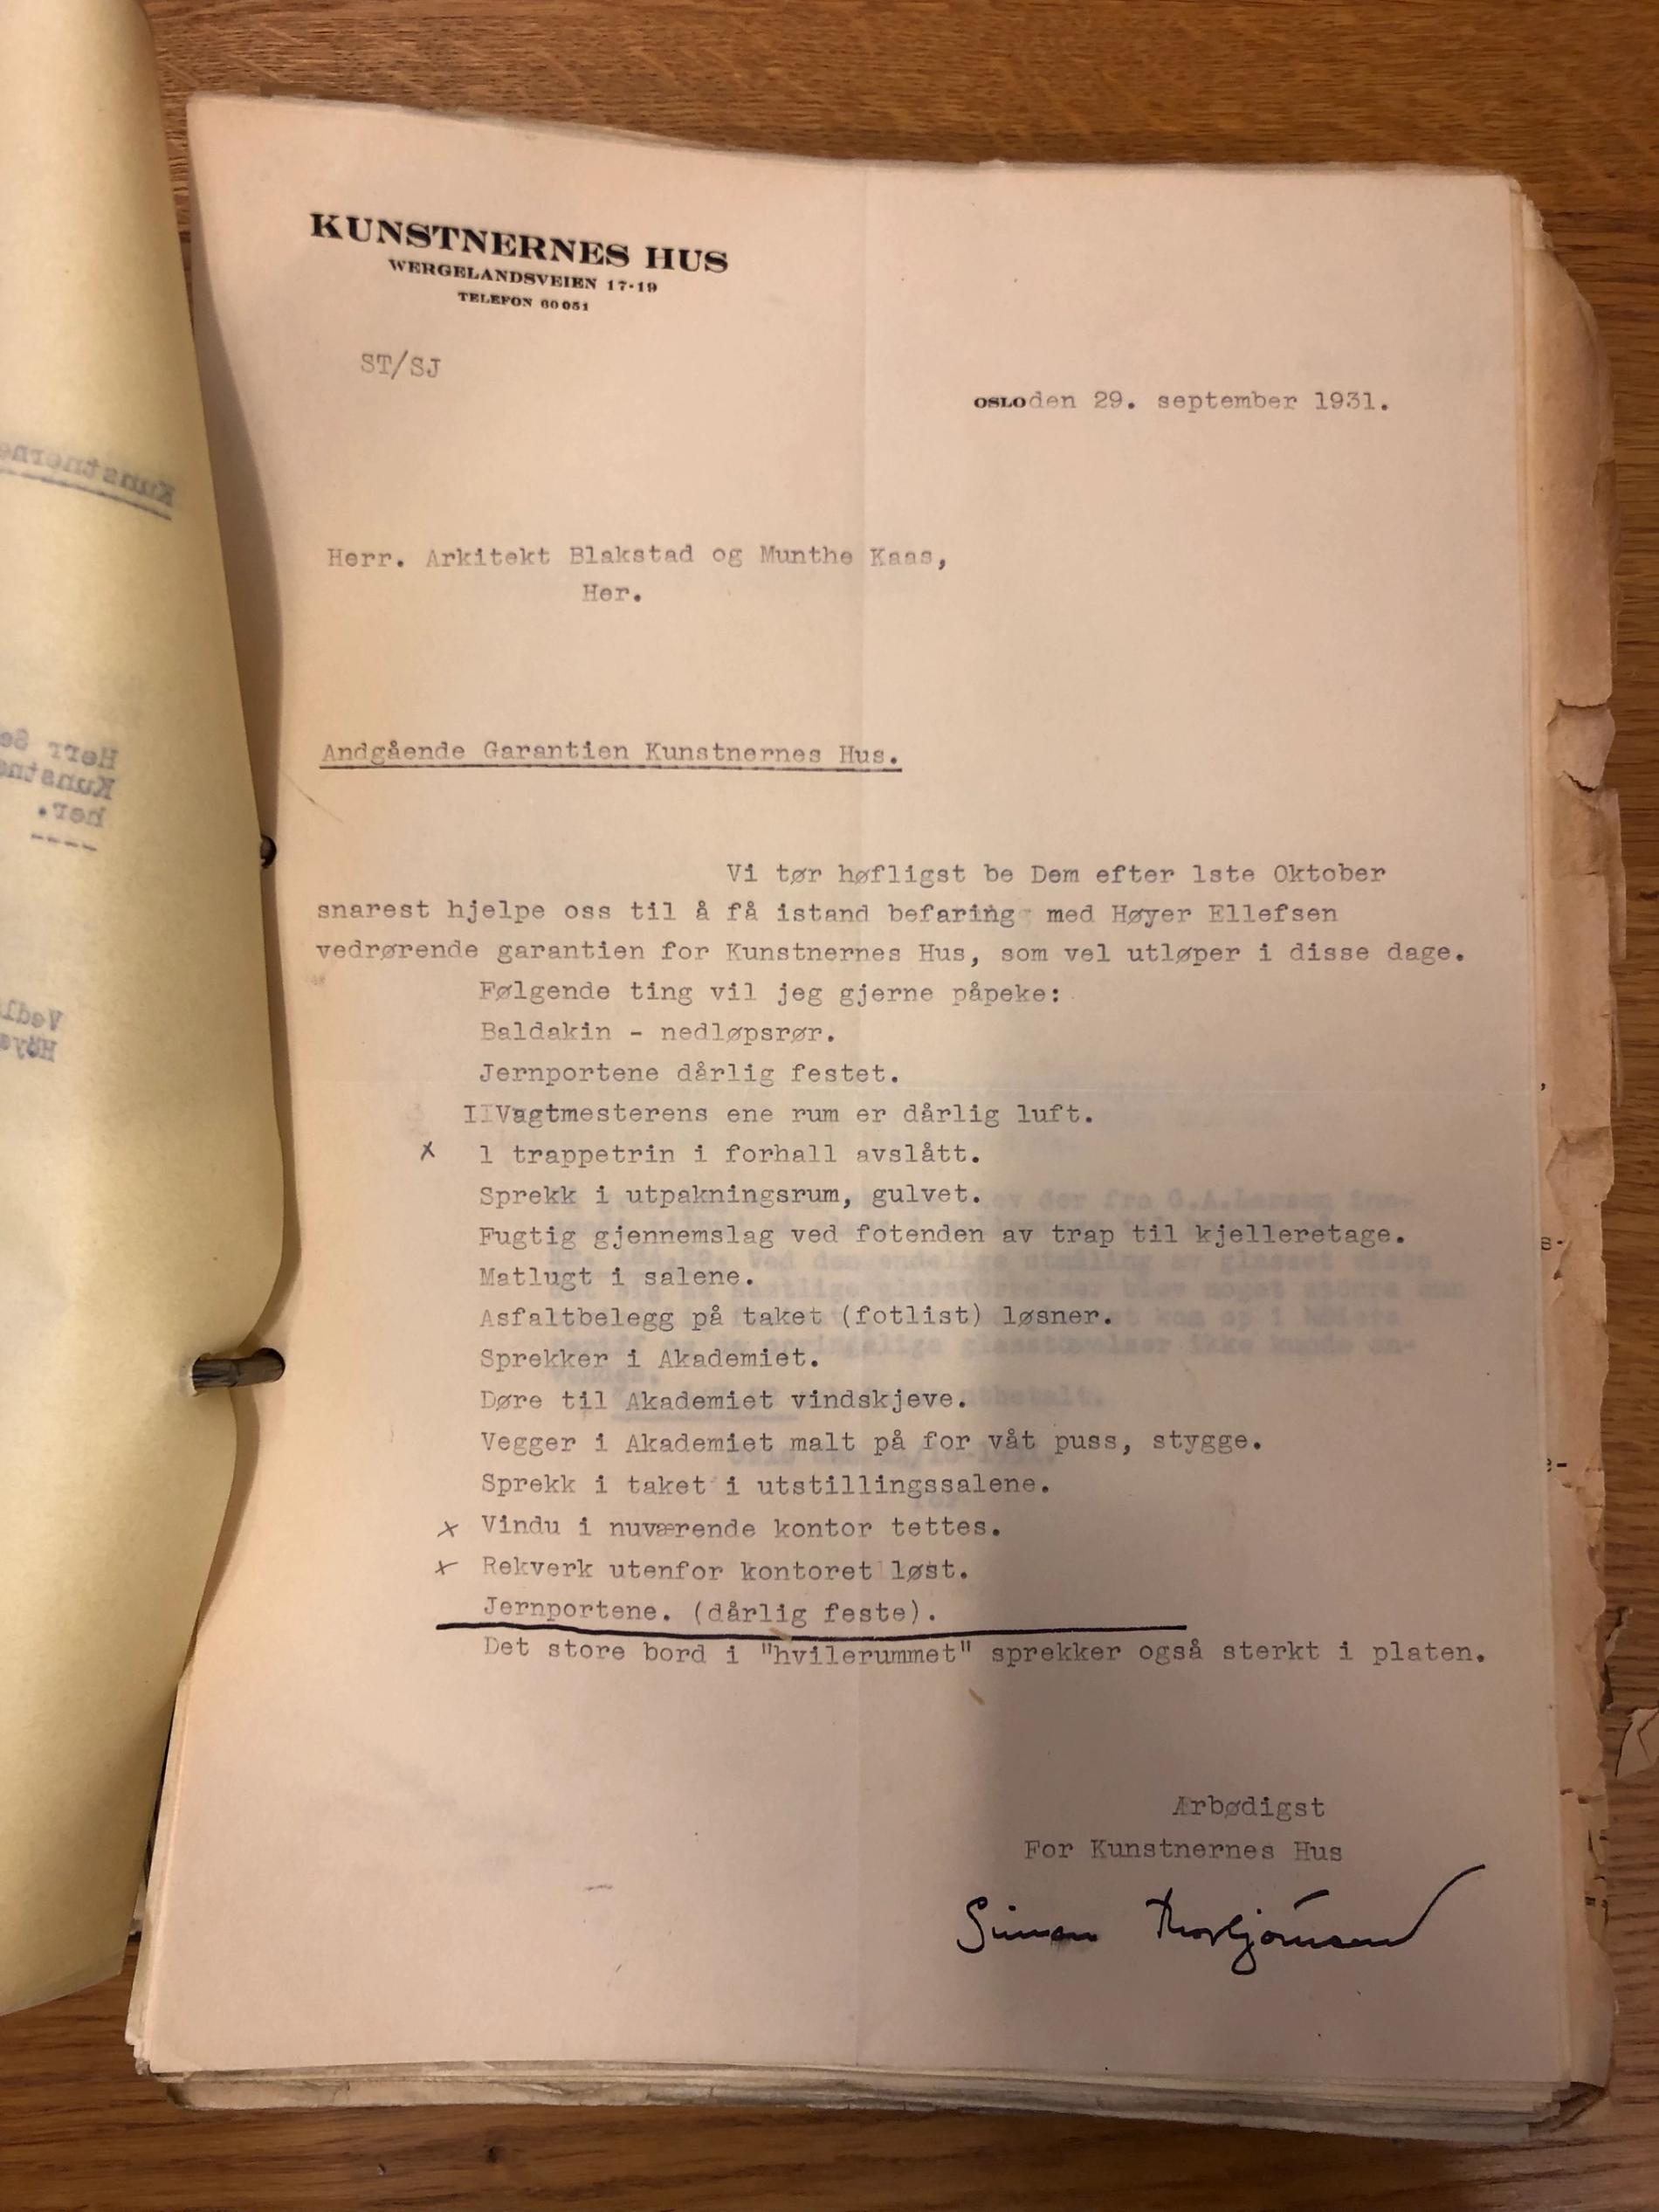 KUNSTNERNES HUS
WERGELANDSVEIEN 17-19
TELEFON 60051
ST/SJ
OSLO den 29. september 1931.
Herr. Arkitekt Blakstad og Munthe Kaas,
Her.
Andgående Garantien Kunstnernes Hus.
Vi tør høfligst be Dem efter 1ste Oktober
snarest hjelpe oss til å få istand befaring med Høyer Ellefsen
vedrørende garantien for Kunstnernes Hus, som vel utløper i disse dage.
Følgende ting vil jeg gjerne påpeke:
Baldakin - nedløpsrør.
Jernportene dårlig festet.
I Vagtmesterens ene rum er dårlig luft.
x 1 trappetrin i forhall avslått.
Sprekk i utpakningsrum, gulvet.
Fugtig gjennemslag ved fotenden av trap til kjelleretage.
Matlugt i salene.
Asfaltbelegg på taket (fotlist) løsner.
Sprekker i Akademiet.
Døre til Akademiet vindskjeve.
Vegger i Akademiet malt på for våt puss, stygge.
Sprekk i taket i utstillingssalene.
x Vindu i nuværende kontor tettes.
x Rekverk utenfor kontoret løst.
Jernportene. (dårlig feste).
Det store bord i "hvilerummet" sprekker også sterkt i platen.
Ærbødigst
For Kunstnernes Hus
Simon Thorbjørnsen
Kunstnerne
Herr
her.
----